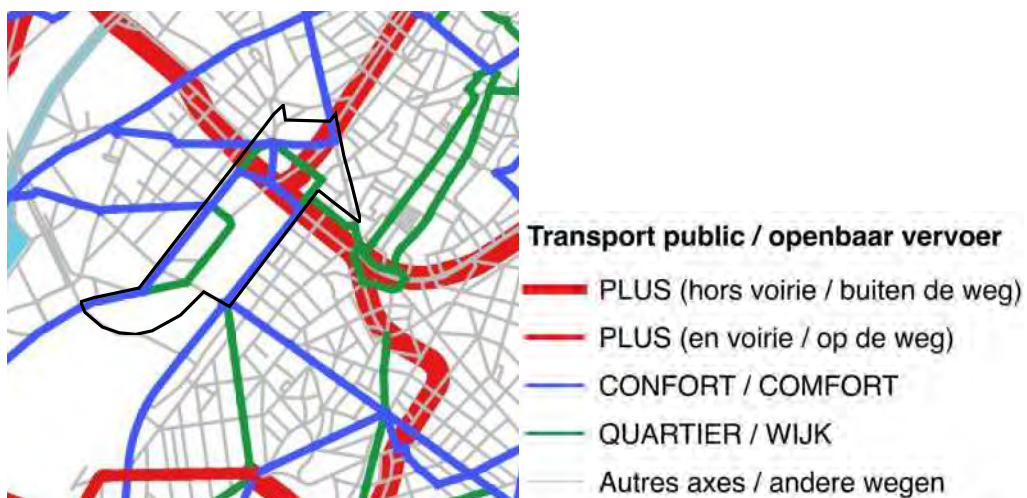 Transport public / openbaar vervoer
PLUS (hors voirie / buiten de weg)
PLUS (en voirie / op de weg)
CONFORT / COMFORT
QUARTIER / WIJK
Autres axes / andere wegen